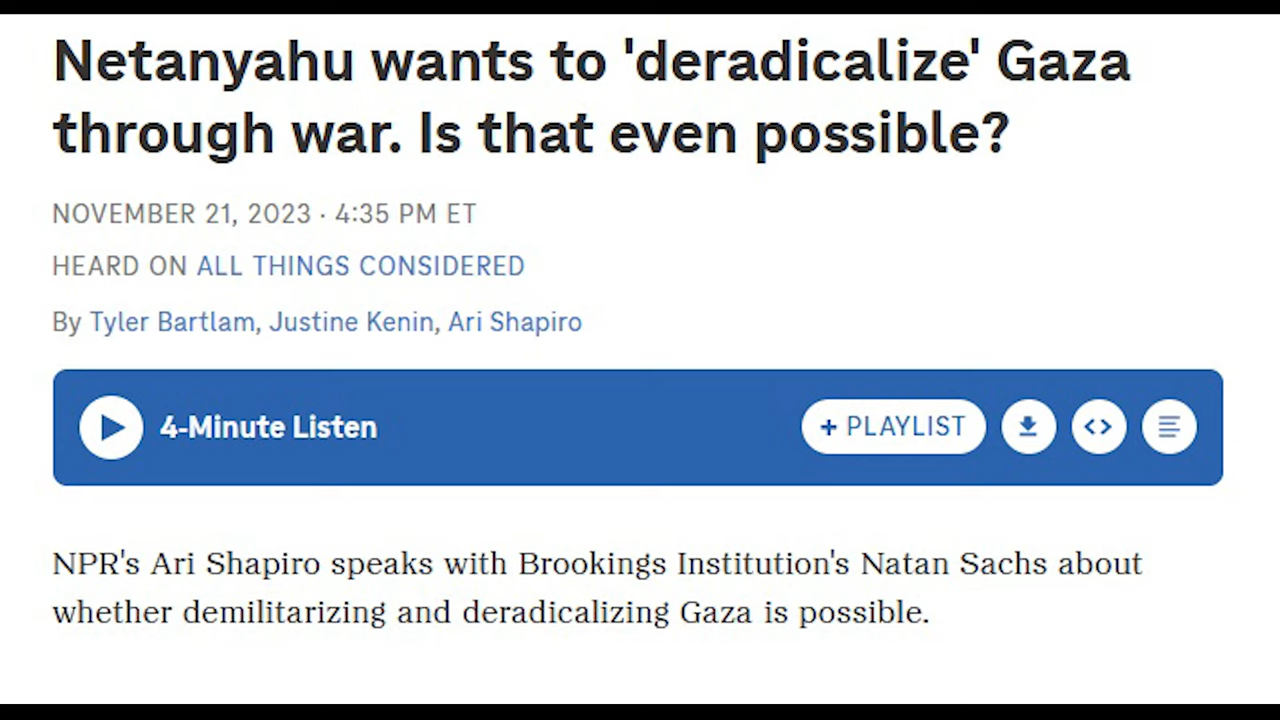 Netanyahu wants to 'deradicalize' Gaza
through war. Is that even possible?
NOVEMBER 21, 2023 · 4:35 PM ET
HEARD ON ALL THINGS CONSIDERED
By Tyler Bartlam, Justine Kenin, Ari Shapiro
4-Minute Listen
+ PLAYLIST
NPR's Ari Shapiro speaks with Brookings Institution's Natan Sachs about
whether demilitarizing and deradicalizing Gaza is possible.